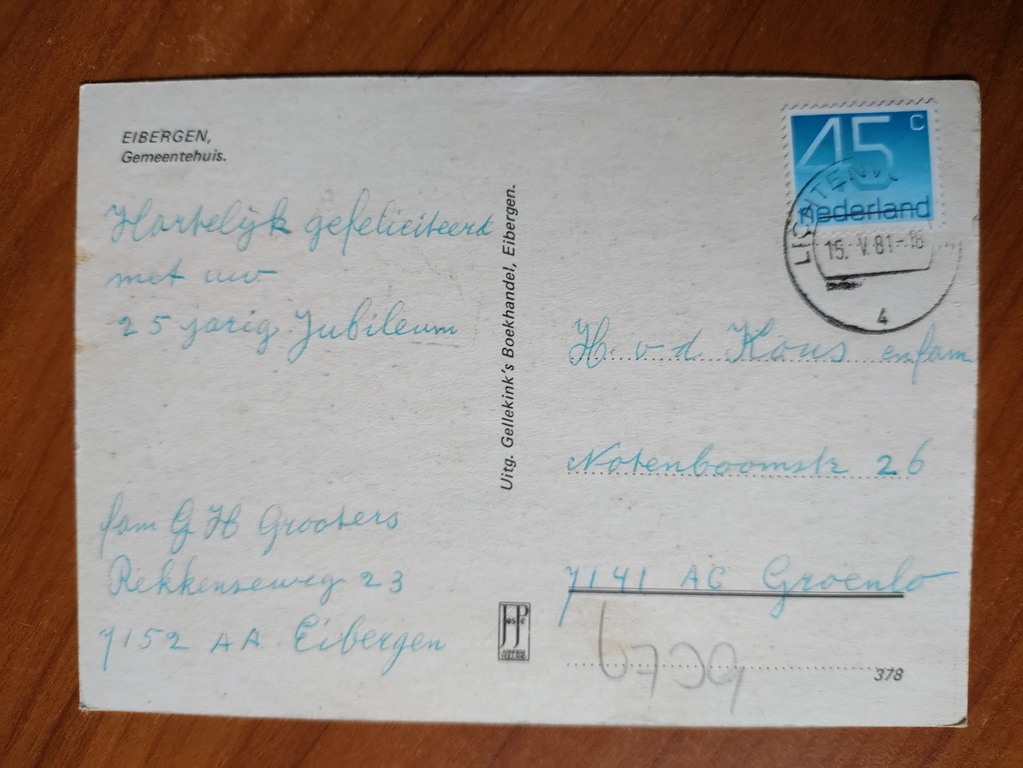 EIBERGEN,
Gemeentehuis.
Hartelijk gefeliciteerd
met uw
25 jarig Jubileum
fam G H Grooters
Rekkenseweg 23
7152 AA Eibergen
Uitg. Gellekink's Boekhandel, Eibergen.
45 c
nederland
LICHTENV
15. V. 81-18
4
H. v d. Kous en fam
Notenboomstr 26
7141 AC Groenlo
378